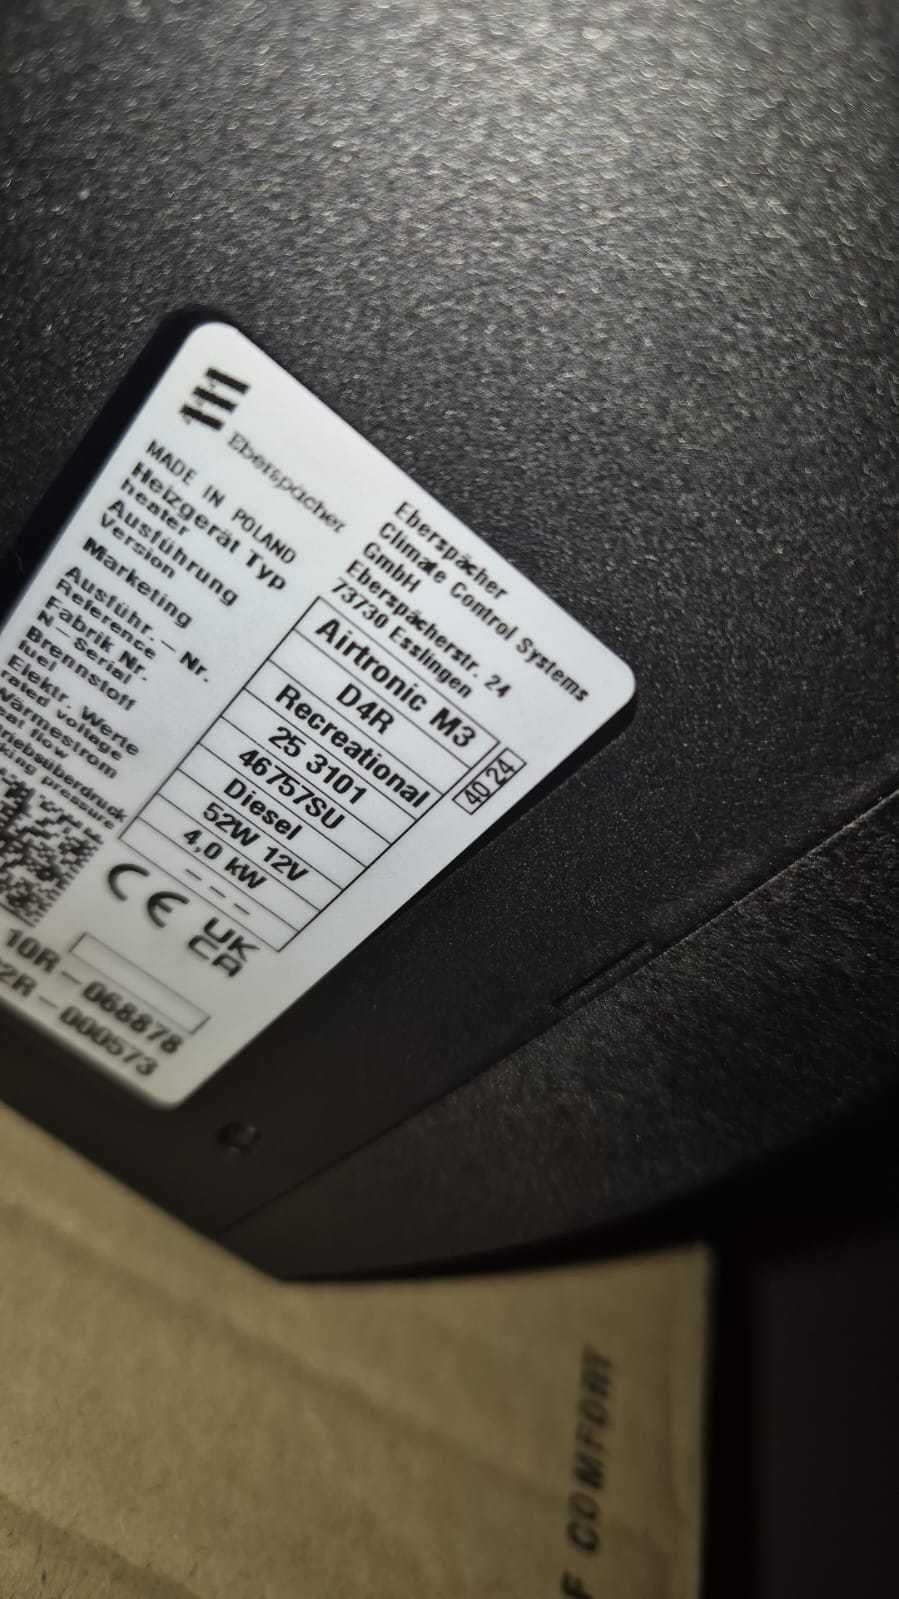 Eberspächer
Eberspächer
Climate Control Systems
GmbH
Eberspächerstr. 24
73730 Esslingen
MADE IN POLAND
Heizgerät Typ
heater
Airtronic M3
Ausführung
Version
D4R
40 24
Marketing
Recreational
Ausführ.-Nr.
Reference
25 3101
Fabrik Nr.
N-Serial
46757SU
Brennstoff
fuel
Diesel
Elektr. Werte
rated voltage
52W 12V
Wärmestrom
heat flow
4,0 kW
---
CE
UK
CA
10R-068878
000573
COMFORT